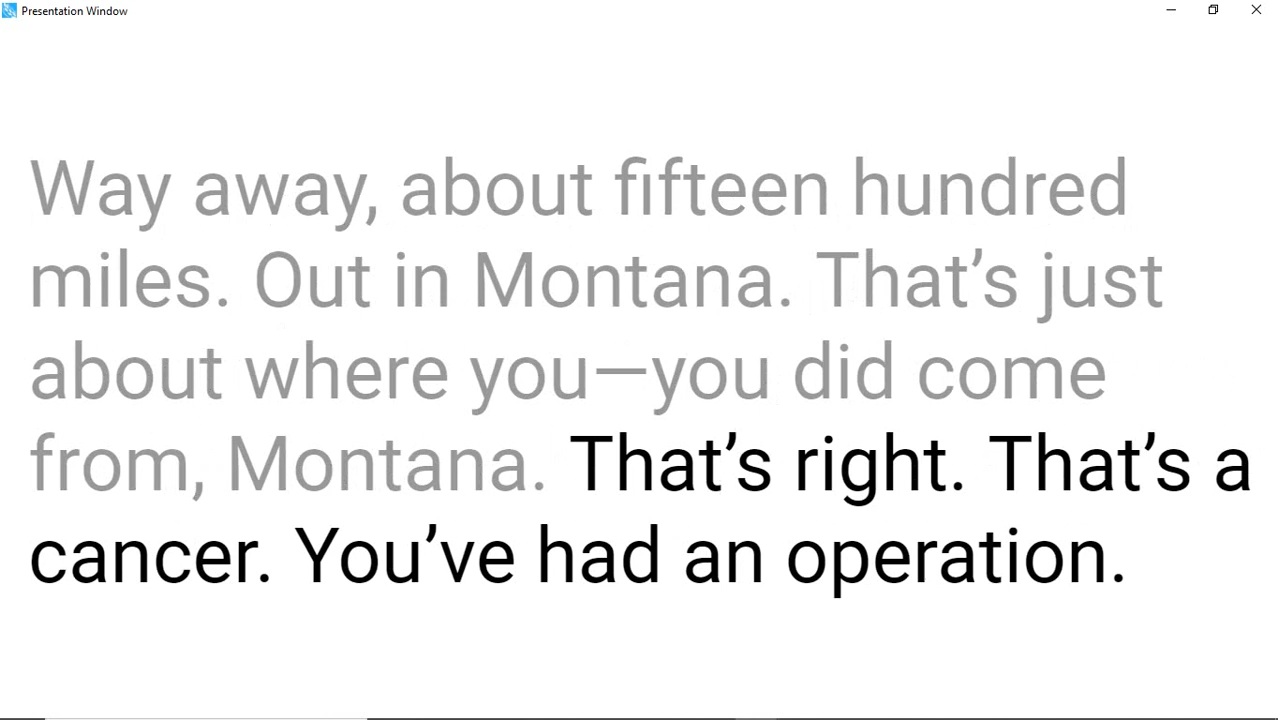 Presentation Window
Way away, about fifteen hundred
miles. Out in Montana. That’s just
about where you—you did come
from, Montana. That’s right. That’s a
cancer. You’ve had an operation.